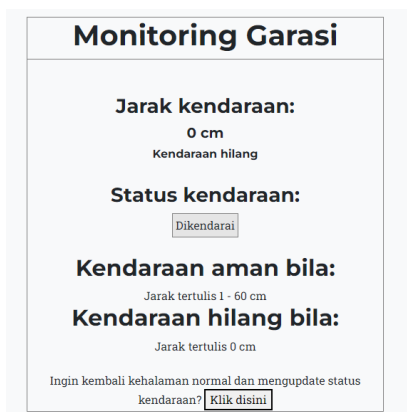 Monitoring Garasi
Jarak kendaraan:
0 cm
Kendaraan hilang
Status kendaraan:
Dikendarai
Kendaraan aman bila:
Jarak tertulis 1 - 60 cm
Kendaraan hilang bila:
Jarak tertulis 0 cm
Ingin kembali kehalaman normal dan mengupdate status
kendaraan? Klik disini